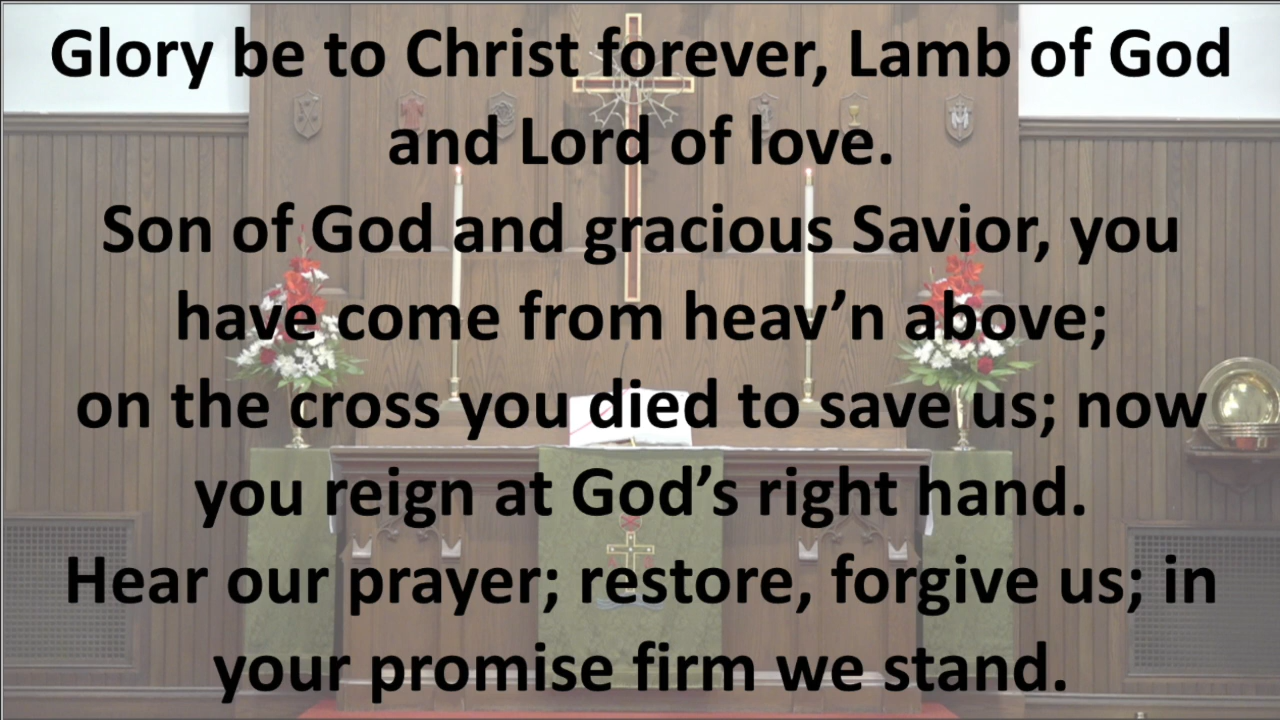 Glory be to Christ forever, Lamb of God
and Lord of love.
Son of God and gracious Savior, you
have come from heav’n above;
on the cross you died to save us; now
you reign at God’s right hand.
Hear our prayer; restore, forgive us; in
your promise firm we stand.